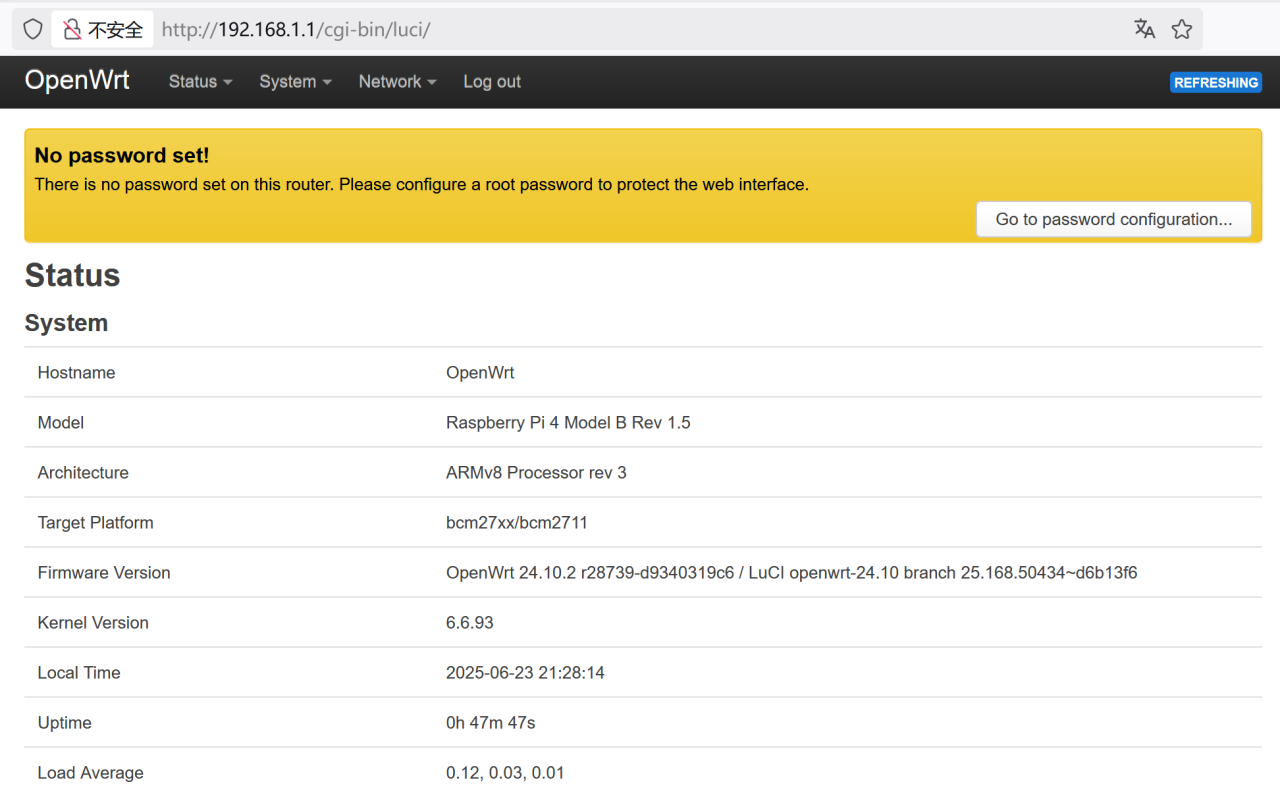 不安全 http://192.168.1.1/cgi-bin/luci/
OpenWrt Status System Network Log out REFRESHING
No password set!
There is no password set on this router. Please configure a root password to protect the web interface.
Go to password configuration...
Status
System
Hostname OpenWrt
Model Raspberry Pi 4 Model B Rev 1.5
Architecture ARMv8 Processor rev 3
Target Platform bcm27xx/bcm2711
Firmware Version OpenWrt 24.10.2 r28739-d9340319c6 / LuCI openwrt-24.10 branch 25.168.50434~d6b13f6
Kernel Version 6.6.93
Local Time 2025-06-23 21:28:14
Uptime 0h 47m 47s
Load Average 0.12, 0.03, 0.01